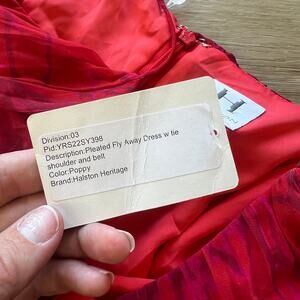 Division:03
Pid:YRS22SY398
Description:Pleated Fly Away Dress w tie
shoulder and belt
Color:Poppy
Brand:Halston Heritage